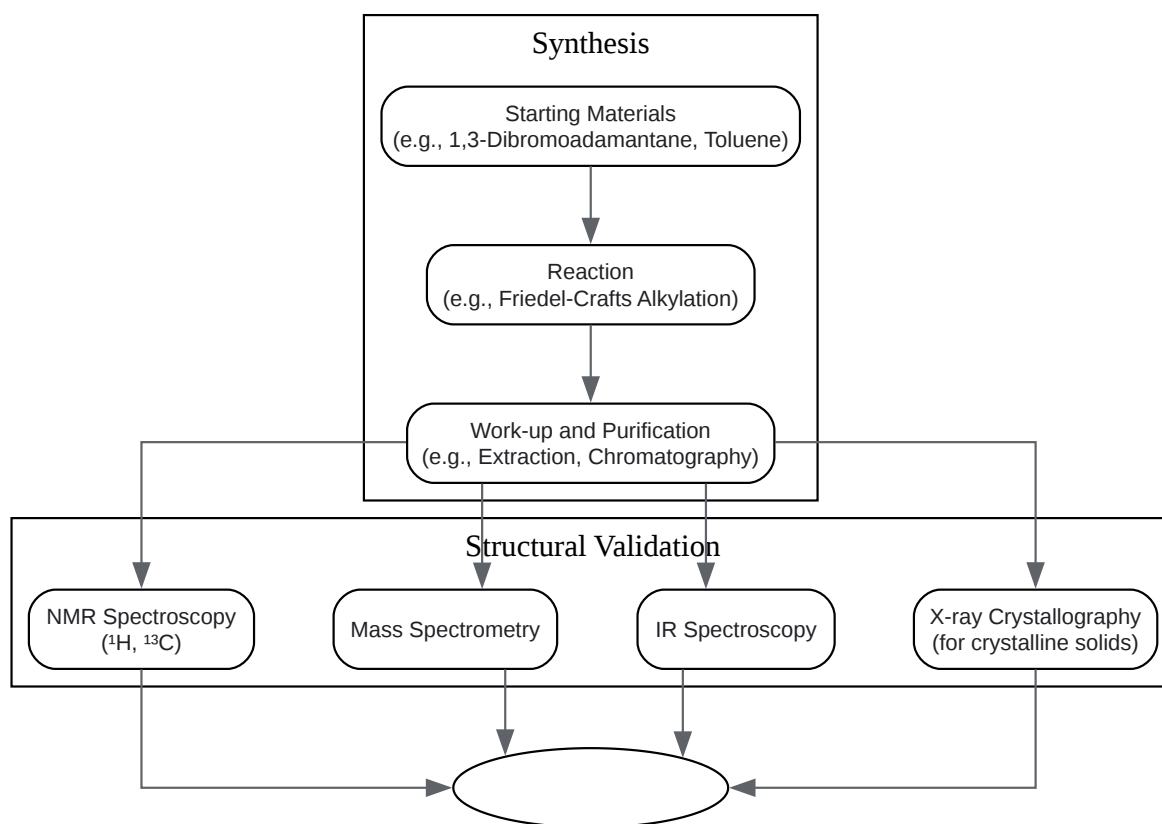 Synthesis
Starting Materials
(e.g., 1,3-Dibromoadamantane, Toluene)
Reaction
(e.g., Friedel-Crafts Alkylation)
Work-up and Purification
(e.g., Extraction, Chromatography)
Structural Validation
NMR Spectroscopy
(¹H, ¹³C)
Mass Spectrometry
IR Spectroscopy
X-ray Crystallography
(for crystalline solids)